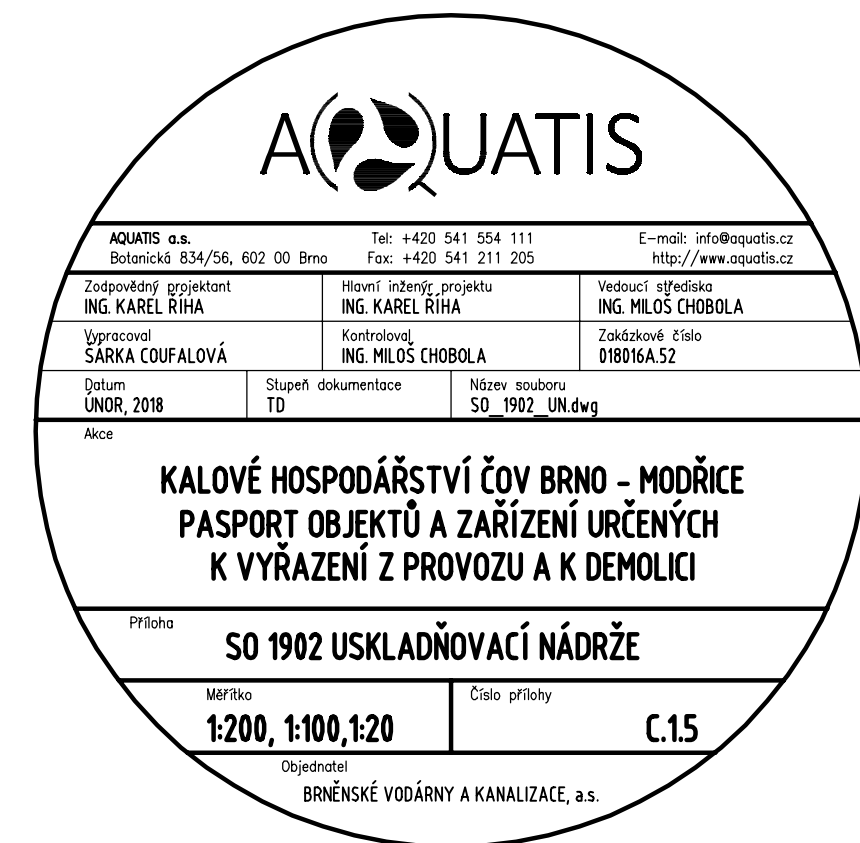 AQUATIS
AQUATIS a.s. Tel: +420 541 554 111 E-mail: info@aquatis.cz
Botanická 834/56, 602 00 Brno Fax: +420 541 211 205 http://www.aquatis.cz
Zodpovědný projektant Hlavní inženýr projektu Vedoucí střediska
ING. KAREL ŘÍHA ING. KAREL ŘÍHA ING. MILOŠ CHOBOLA
Vypracoval Kontroloval Zakázkové číslo
ŠÁRKA COUFALOVÁ ING. MILOŠ CHOBOLA 018016A.52
Datum Stupeň dokumentace Název souboru
ÚNOR, 2018 TD SO_1902_UN.dwg
Akce
KALOVÉ HOSPODÁŘSTVÍ ČOV BRNO - MODŘICE
PASPORT OBJEKTŮ A ZAŘÍZENÍ URČENÝCH
K VYŘAZENÍ Z PROVOZU A K DEMOLICI
Příloha
SO 1902 USKLADŇOVACÍ NÁDRŽE
Měřítko Číslo přílohy
1:200, 1:100,1:20 C.1.5
Objednatel
BRNĚNSKÉ VODÁRNY A KANALIZACE, a.s.